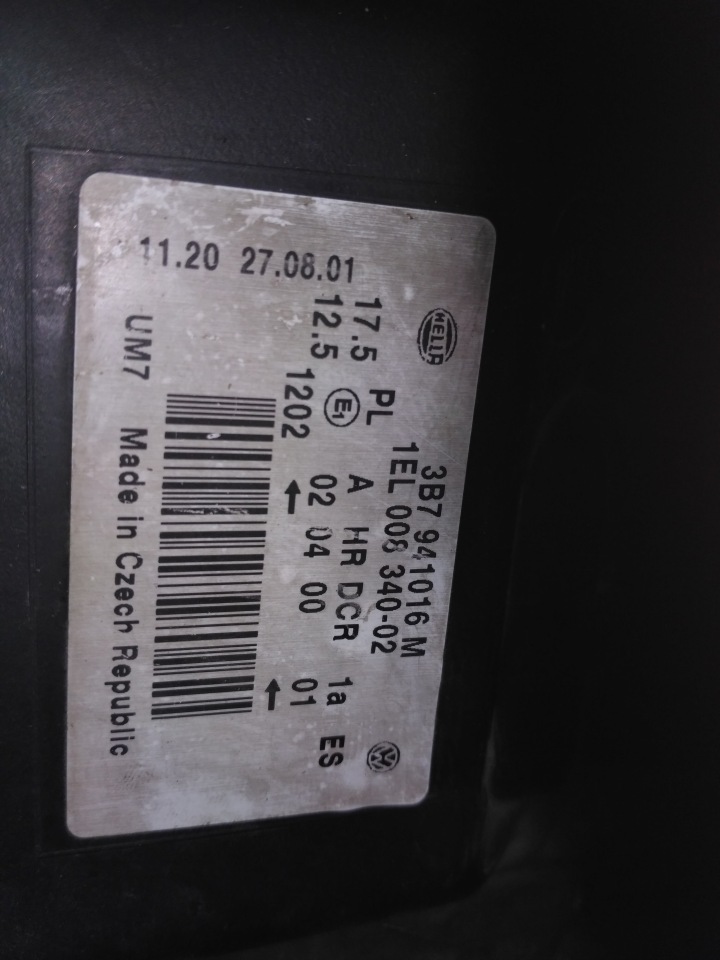 HELLA 3B7 941016 M VW
1EL 008 340-02
17.5 PL A HR DCR 1a ES
12.5 E1 02 04 00 01
1202
UM7 Made in Czech Republic
11.20 27.08.01